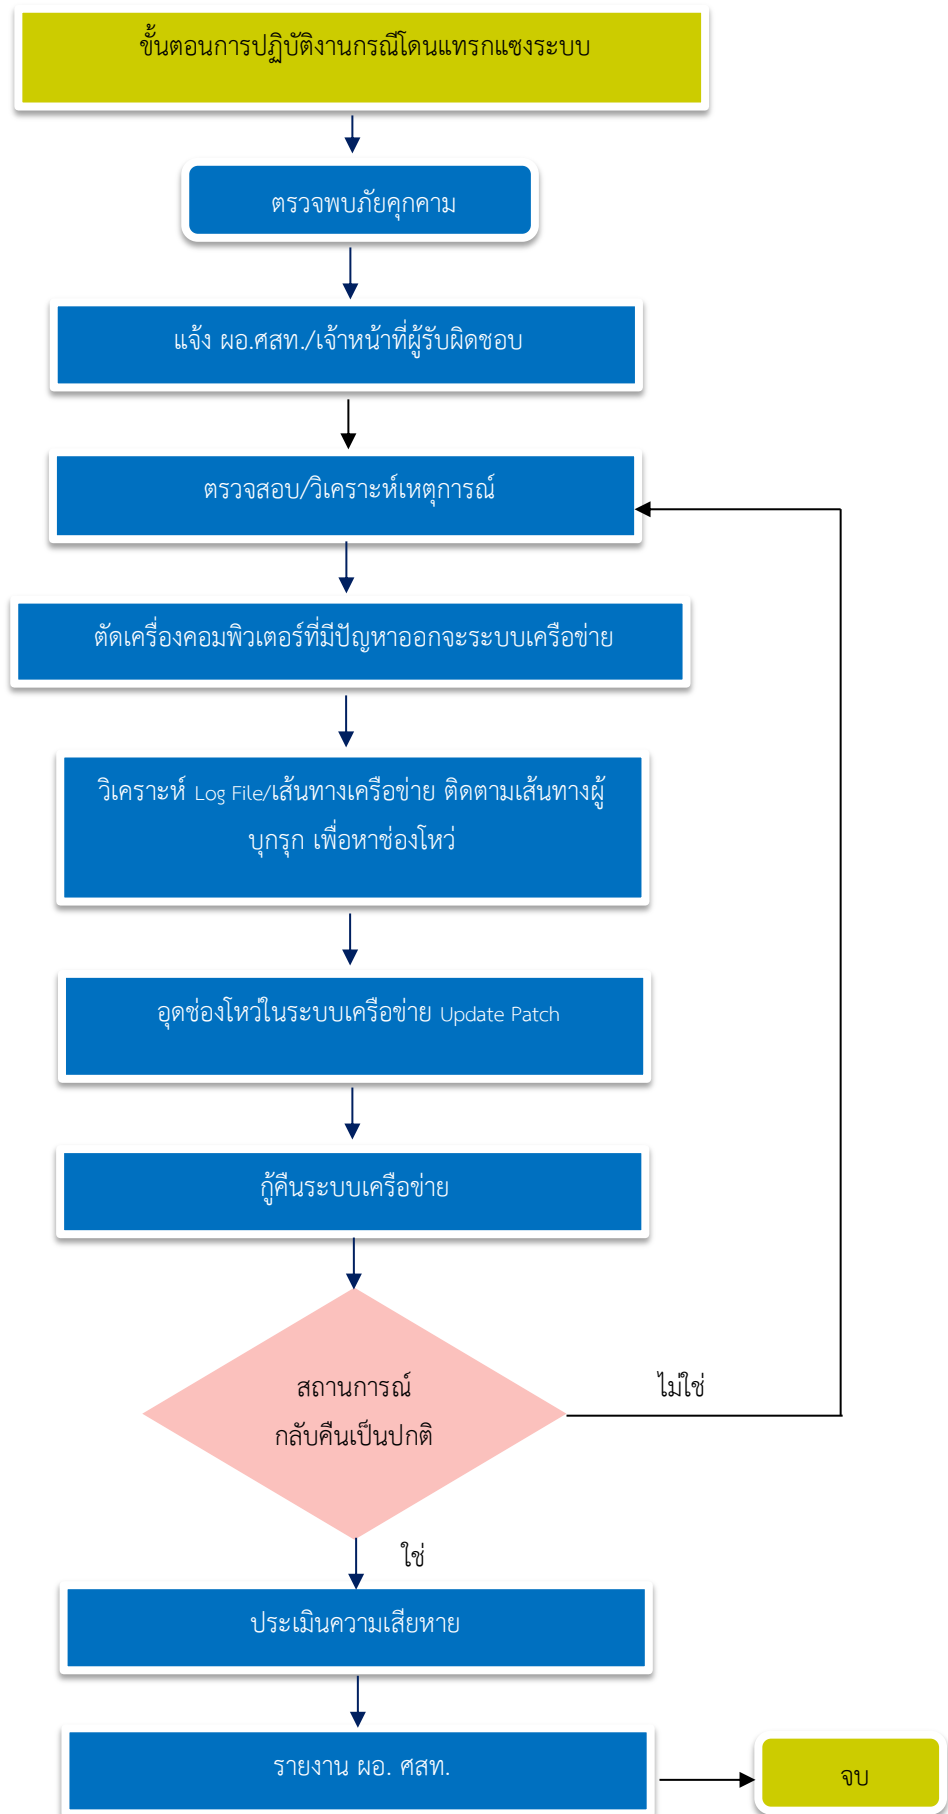 ขั้นตอนการปฏิบัติงานกรณีโดนแทรกแซงระบบ
ตรวจพบภัยคุกคาม
แจ้ง ผอ.ศสท./เจ้าหน้าที่ผู้รับผิดชอบ
ตรวจสอบ/วิเคราะห์เหตุการณ์
ตัดเครื่องคอมพิวเตอร์ที่มีปัญหาออกจะระบบเครือข่าย
วิเคราะห์ Log File/เส้นทางเครือข่าย ติดตามเส้นทางผู้
บุกรุก เพื่อหาช่องโหว่
อุดช่องโหว่ในระบบเครือข่าย Update Patch
กู้คืนระบบเครือข่าย
สถานการณ์
กลับคืนเป็นปกติ
ไม่ใช่
ใช่
ประเมินความเสียหาย
รายงาน ผอ. ศสท.
จบ